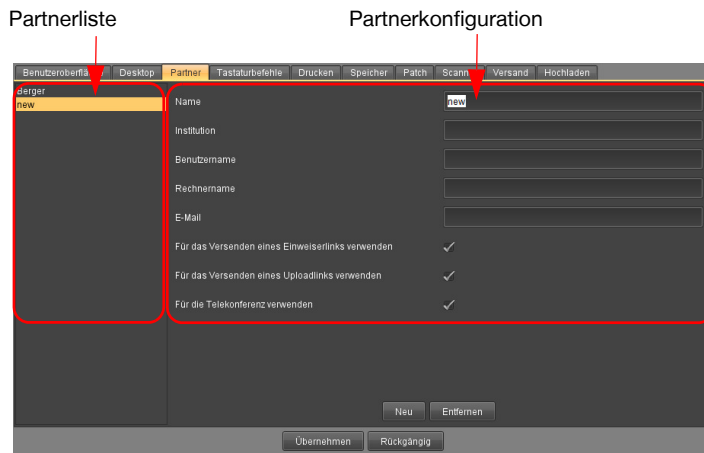 Partnerliste
Partnerkonfiguration
Desktop Partner Tastaturbefehle Drucken Speicher Patch Versand Hochladen
Berger
new
Name new
Institution
Benutzername
Rechnername
E-Mail
Für das Versenden eines Einweiserlinks verwenden
Für das Versenden eines Uploadlinks verwenden
Für die Telekonferenz verwenden
Neu Entfernen
Übernehmen Rückgängig